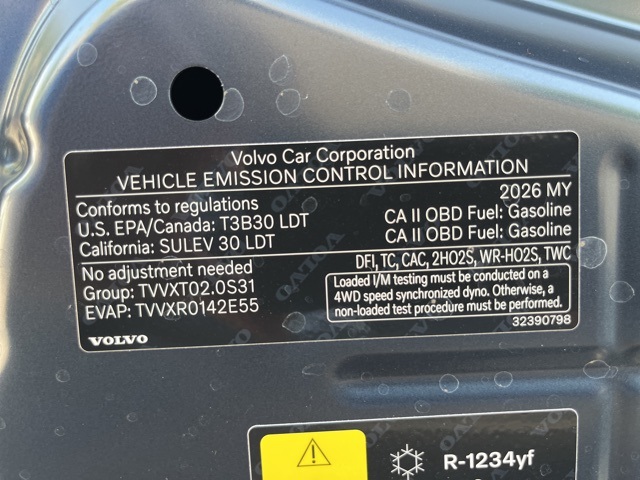 Volvo Car Corporation
VEHICLE EMISSION CONTROL INFORMATION
Conforms to regulations
2026 MY
U.S. EPA/Canada: T3B30 LDT
CA II OBD Fuel: Gasoline
California: SULEV 30 LDT
CA II OBD Fuel: Gasoline
No adjustment needed
DFI, TC, CAC, 2HO2S, WR-HO2S, TWC
Group: TVVXT02.0S31
EVAP: TVVXR0142E55
Loaded I/M testing must be conducted on a
4WD speed synchronized dyno. Otherwise, a
non-loaded test procedure must be performed.
VOLVO
32390798
R-1234yf